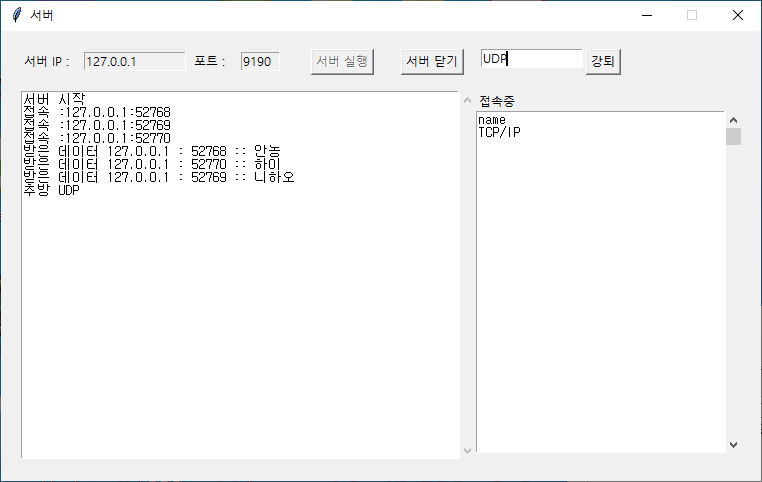 서버
서버 IP : 127.0.0.1 포트 : 9190 서버 실행 서버 닫기 UDP 강퇴
서버 시작
접속 :127.0.0.1:52768
접속 :127.0.0.1:52769
접속 :127.0.0.1:52770
받은 데이터 127.0.0.1 : 52768 :: 안농
받은 데이터 127.0.0.1 : 52770 :: 하이
받은 데이터 127.0.0.1 : 52769 :: 니하오
추방 UDP
접속중
name
TCP/IP